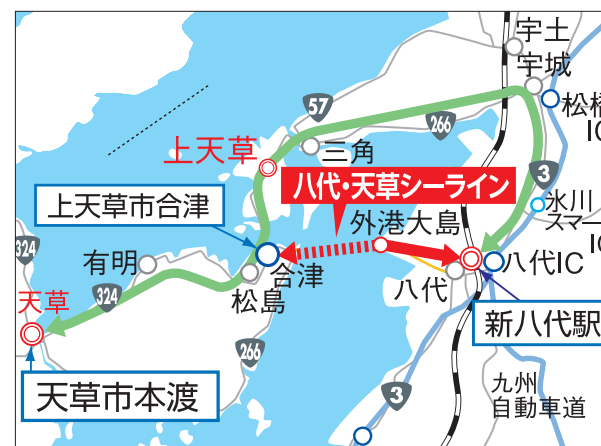 宇土
宇城
松橋
IC
57
266
3
上天草
三角
八代・天草シーライン
氷川
スマー
IC
上天草市合津
外港大島
324
有明
合津
八代IC
八代
松島
324
天草
新八代駅
266
天草市本渡
3
九州
自動車道